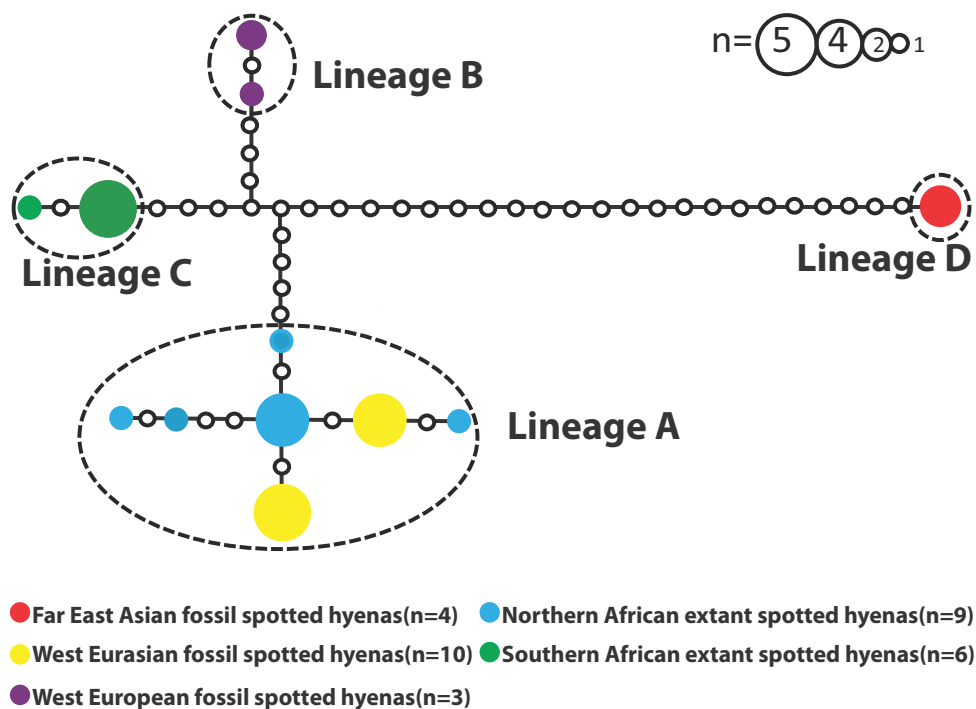 n= 5 4 2 1
Lineage B
Lineage C
Lineage D
Lineage A
Far East Asian fossil spotted hyenas(n=4)
Northern African extant spotted hyenas(n=9)
West Eurasian fossil spotted hyenas(n=10)
Southern African extant spotted hyenas(n=6)
West European fossil spotted hyenas(n=3)